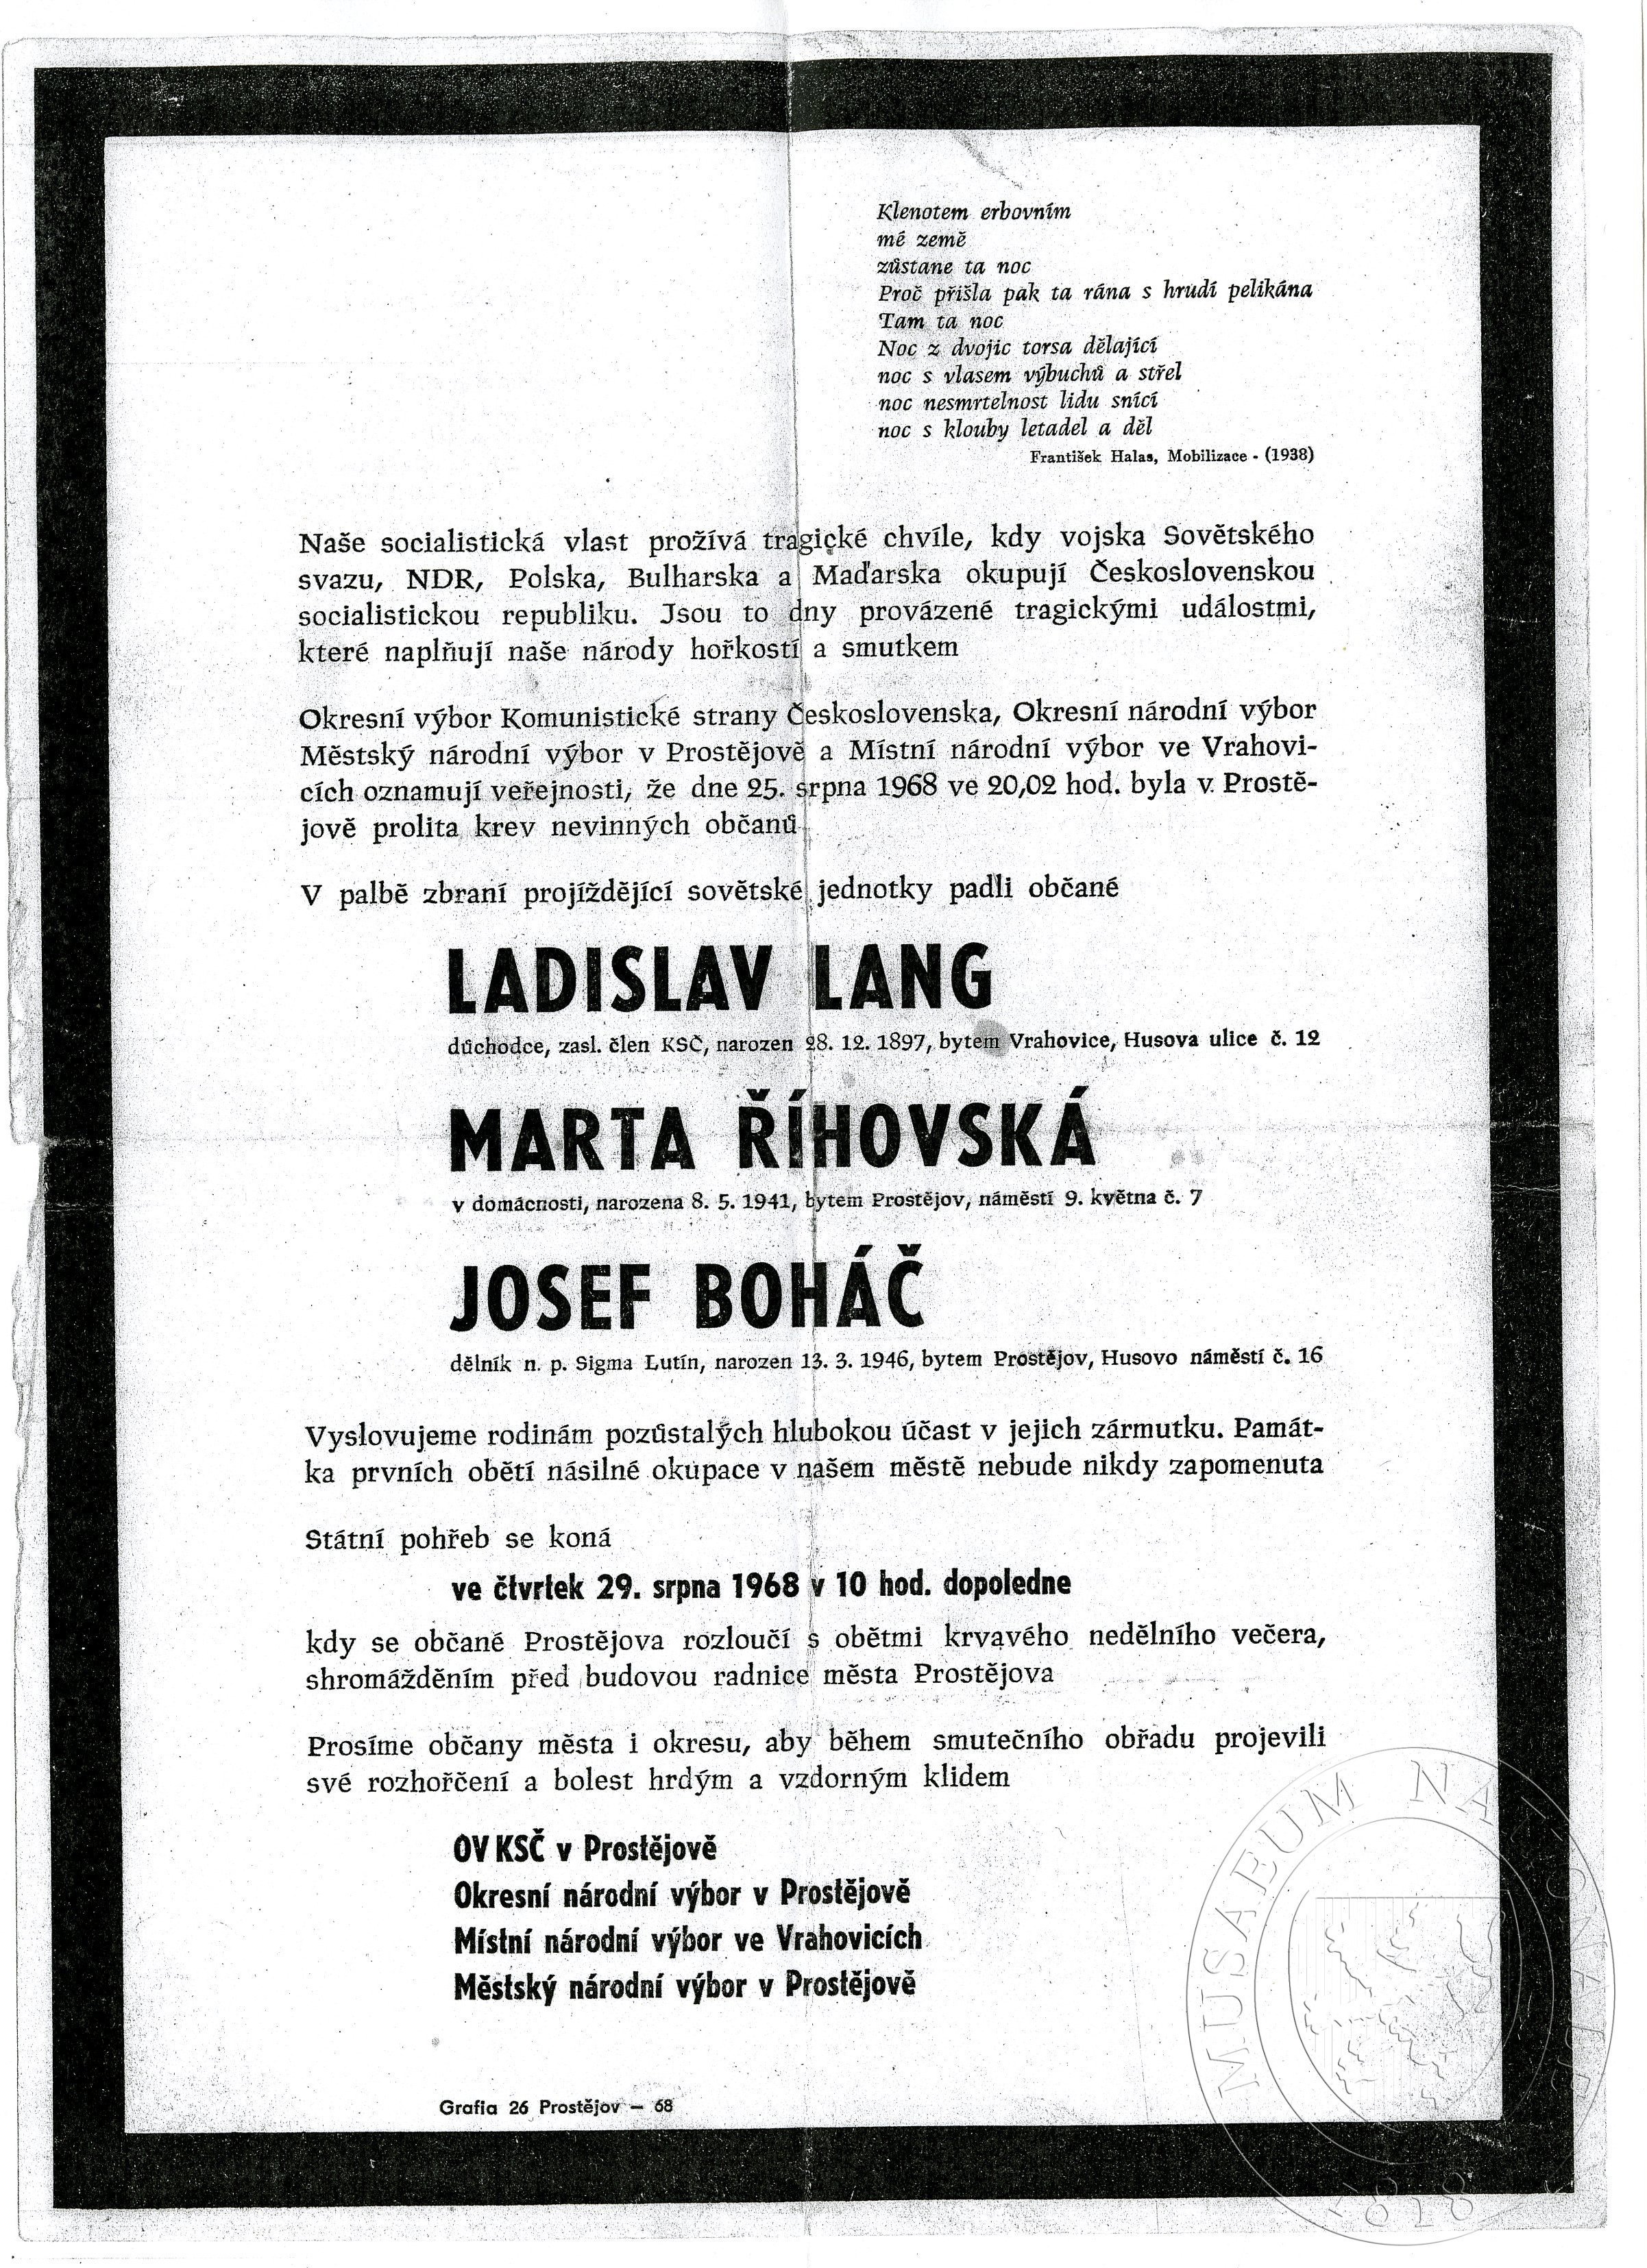 Klenotem erbovním
mé země
zůstane ta noc
Proč přišla pak ta rána s hrudí pelikána
Tam ta noc
Noc z dvojic torsa dělající
noc s vlasem výbuchů a střel
noc nesmrtelnost lidu snící
noc s klouby letadel a děl
František Halas, Mobilizace - (1938)
Naše socialistická vlast prožívá tragické chvíle, kdy vojska Sovětského
svazu, NDR, Polska, Bulharska a Maďarska okupují Československou
socialistickou republiku. Jsou to dny provázené tragickými událostmi,
které naplňují naše národy hořkostí a smutkem
Okresní výbor Komunistické strany Československa, Okresní národní výbor
Městský národní výbor v Prostějově a Místní národní výbor ve Vrahovi-
cích oznamují veřejnosti, že dne 25. srpna 1968 ve 20,02 hod. byla v Prostě-
jově prolita krev nevinných občanů
V palbě zbraní projíždějící sovětské jednotky padli občané
LADISLAV LANG
důchodce, zasl. člen KSČ, narozen 28. 12. 1897, bytem Vrahovice, Husova ulice č. 12
MARTA ŘÍHOVSKÁ
v domácnosti, narozena 8. 5. 1941, bytem Prostějov, náměstí 9. května č. 7
JOSEF BOHÁČ
dělník n. p. Sigma Lutín, narozen 13. 3. 1946, bytem Prostějov, Husovo náměstí č. 16
Vyslovujeme rodinám pozůstalých hlubokou účast v jejich zármutku. Památ-
ka prvních obětí násilné okupace v našem městě nebude nikdy zapomenuta
Státní pohřeb se koná
ve čtvrtek 29. srpna 1968 v 10 hod. dopoledne
kdy se občané Prostějova rozloučí s obětmi krvavého nedělního večera,
shromážděním před budovou radnice města Prostějova
Prosíme občany města i okresu, aby během smutečního obřadu projevili
své rozhořčení a bolest hrdým a vzdorným klidem
OV KSČ v Prostějově
Okresní národní výbor v Prostějově
Místní národní výbor ve Vrahovicích
Městský národní výbor v Prostějově
Grafia 26 Prostějov — 68
MUSAEUM
1818